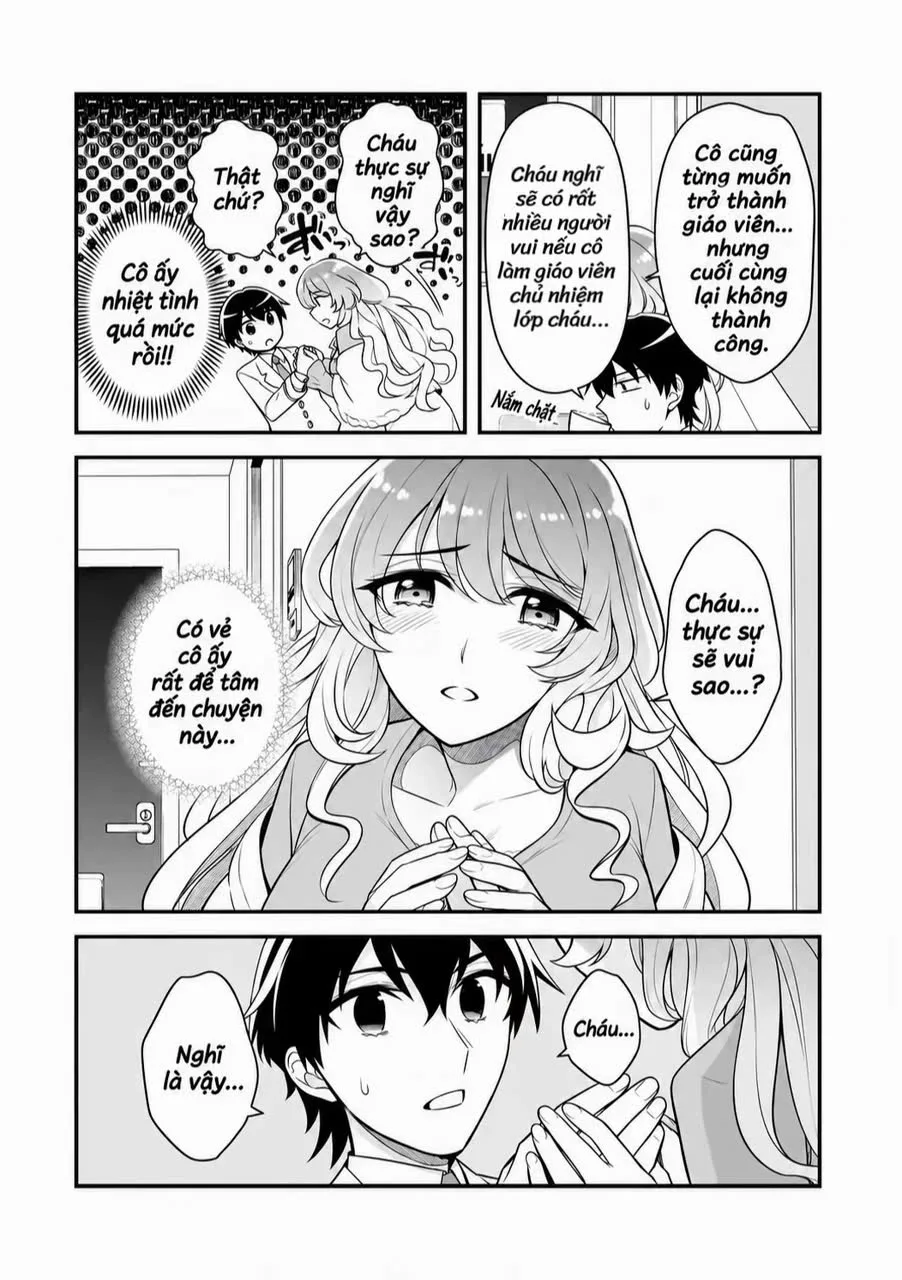 Cô cũng
từng muốn
trở thành
giáo viên...
nhưng
cuối cùng
lại không
thành
công.
Cháu nghĩ
sẽ có rất
nhiều người
vui nếu cô
làm giáo viên
chủ nhiệm
lớp cháu...
Nắm chặt
Cháu
thực sự
nghĩ
vậy
sao?
Thật
chứ?
Cô ấy
nhiệt tình
quá mức
rồi!!
Cháu...
thực sự
sẽ vui
sao...?
Có vẻ
cô ấy
rất để tâm
đến chuyện
này...
Cháu...
Nghĩ
là vậy...